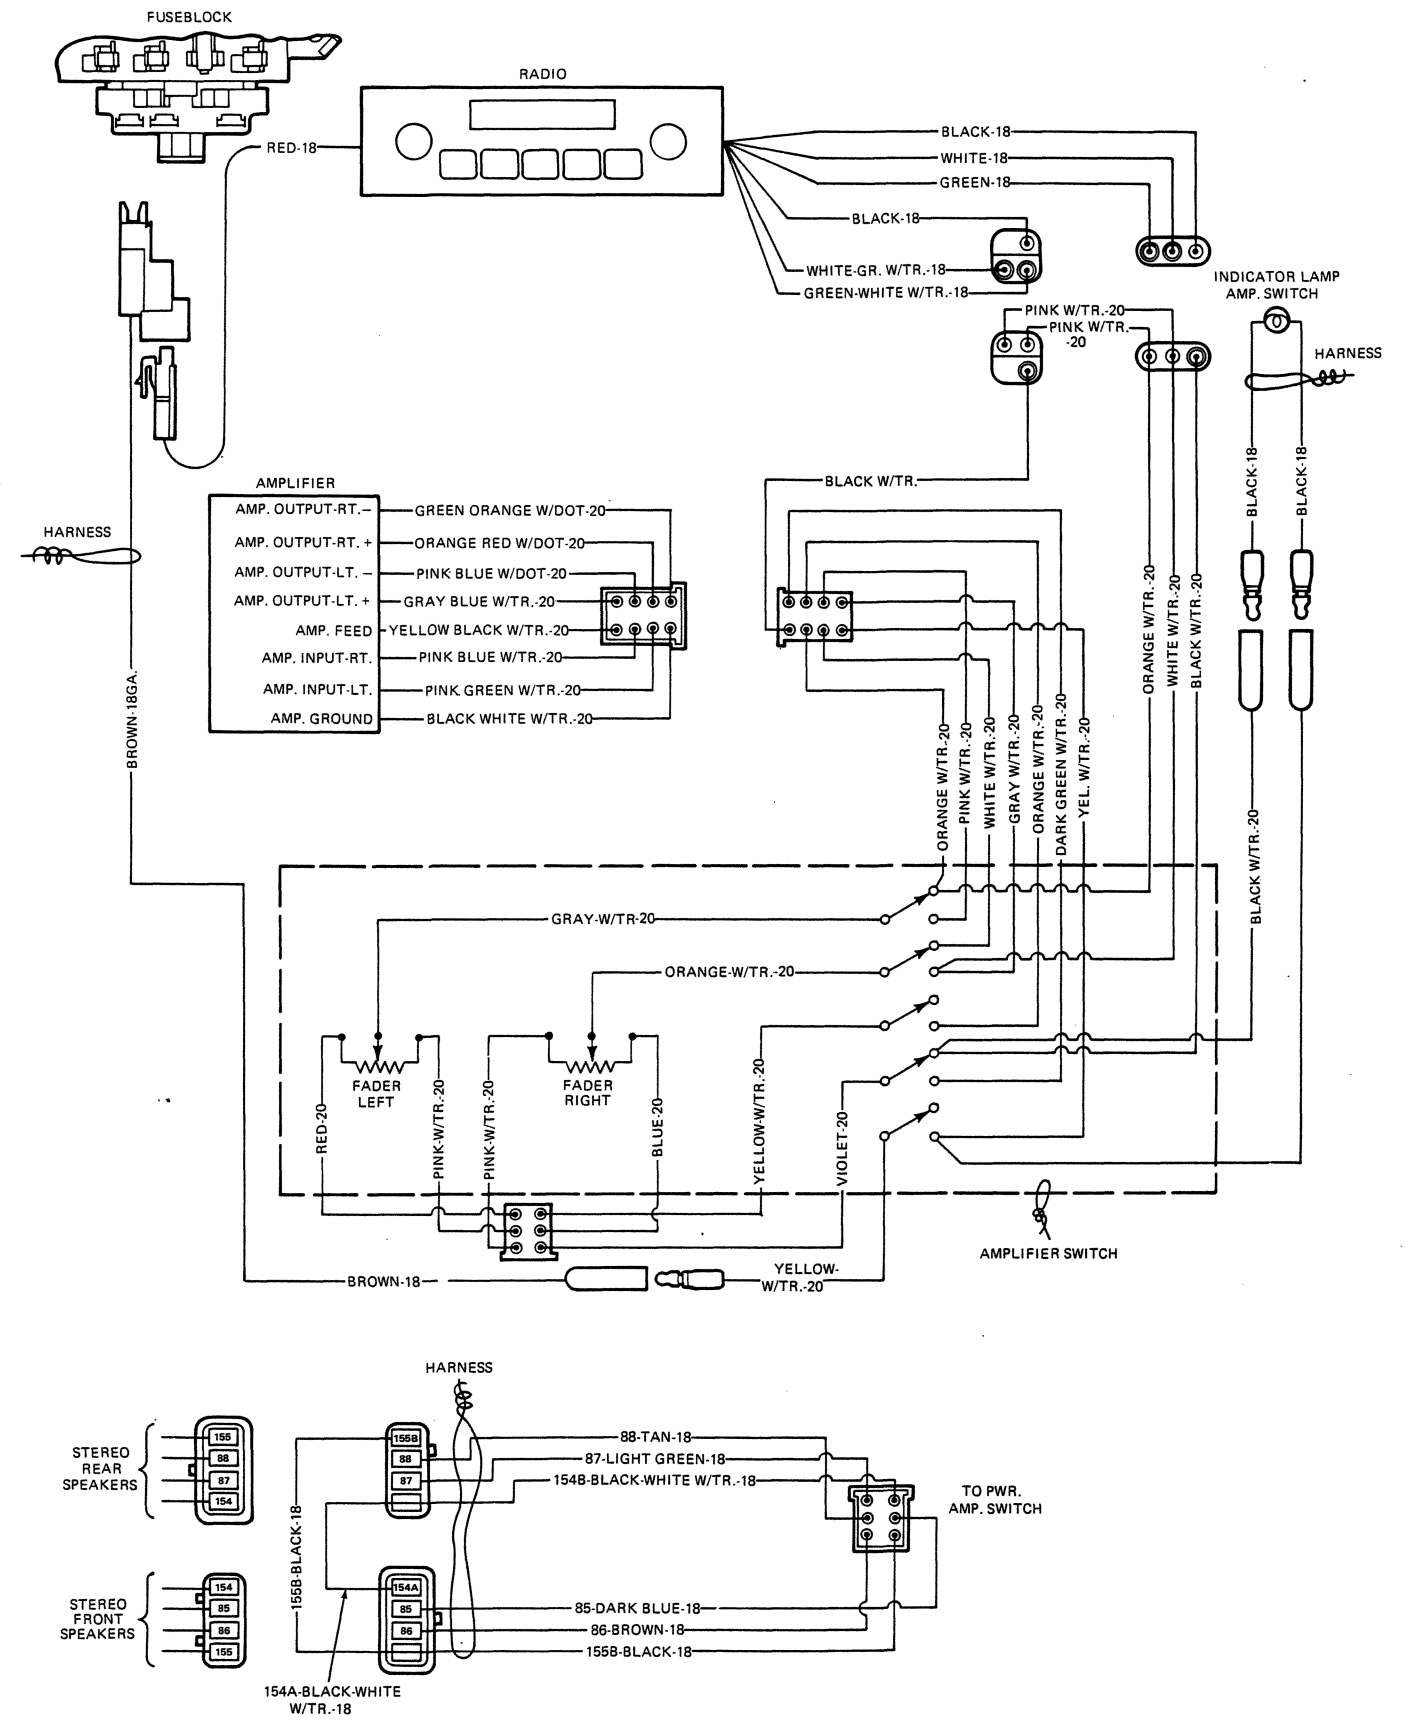 FUSEBLOCK
RADIO
RED-18
BLACK-18
WHITE-18
GREEN-18
BLACK-18
WHITE-GR. W/TR.-18
GREEN-WHITE W/TR.-18
INDICATOR LAMP
AMP. SWITCH
PINK W/TR.-20
PINK W/TR.
-20
HARNESS
BLACK-18
BLACK-18
BLACK W/TR.
AMPLIFIER
AMP. OUTPUT-RT. -
GREEN ORANGE W/DOT-20
AMP. OUTPUT-RT. +
ORANGE RED W/DOT-20
AMP. OUTPUT-LT. -
PINK BLUE W/DOT-20
AMP. OUTPUT-LT. +
GRAY BLUE W/TR.-20
AMP. FEED
YELLOW BLACK W/TR.-20
AMP. INPUT-RT.
PINK BLUE W/TR.-20
AMP. INPUT-LT.
PINK GREEN W/TR.-20
AMP. GROUND
BLACK WHITE W/TR.-20
HARNESS
BROWN-18GA.
ORANGE W/TR.-20
WHITE W/TR.-20
BLACK W/TR.-20
ORANGE W/TR.-20
PINK W/TR.-20
WHITE W/TR.-20
GRAY W/TR.-20
ORANGE W/TR.-20
DARK GREEN W/TR.-20
YEL. W/TR.-20
BLACK W/TR.-20
GRAY-W/TR-20
ORANGE-W/TR.-20
FADER
LEFT
FADER
RIGHT
RED-20
PINK-W/TR.-20
PINK-W/TR.-20
BLUE-20
YELLOW-W/TR.-20
VIOLET-20
AMPLIFIER SWITCH
BROWN-18
YELLOW-
W/TR.-20
HARNESS
STEREO
REAR
SPEAKERS
155
88
87
154
155B
88
87
88-TAN-18
87-LIGHT GREEN-18
154B-BLACK-WHITE W/TR.-18
TO PWR.
AMP. SWITCH
155B-BLACK-18
STEREO
FRONT
SPEAKERS
154
85
86
155
154A
85
86
85-DARK BLUE-18
86-BROWN-18
155B-BLACK-18
154A-BLACK-WHITE
W/TR.-18